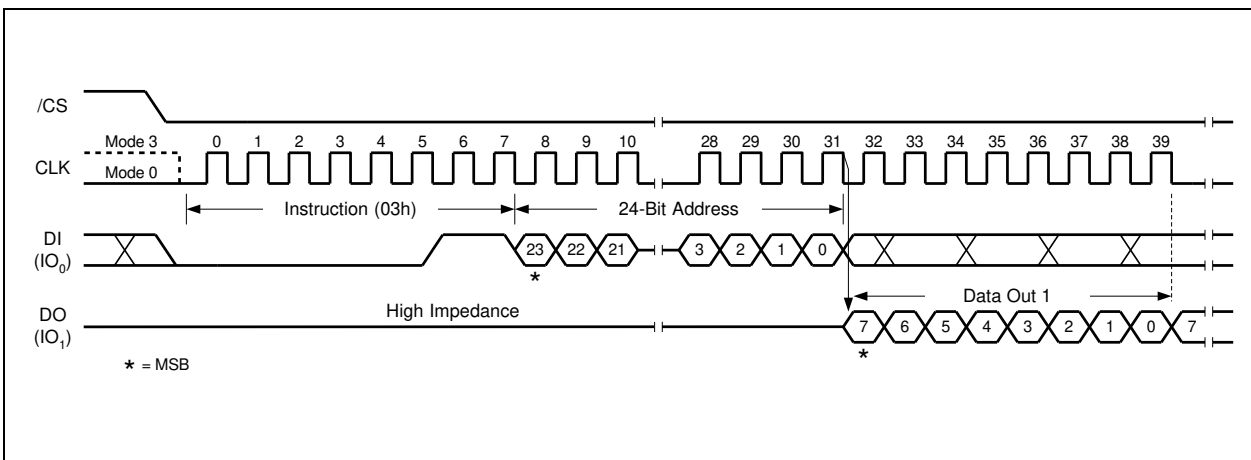 /CS
Mode 3 0 1 2 3 4 5 6 7 8 9 10 28 29 30 31 32 33 34 35 36 37 38 39
CLK
Mode 0
Instruction (03h) 24-Bit Address
DI
(IO0)
23 22 21 3 2 1 0
*
Data Out 1
High Impedance
DO
(IO1)
7 6 5 4 3 2 1 0 7
*
* = MSB